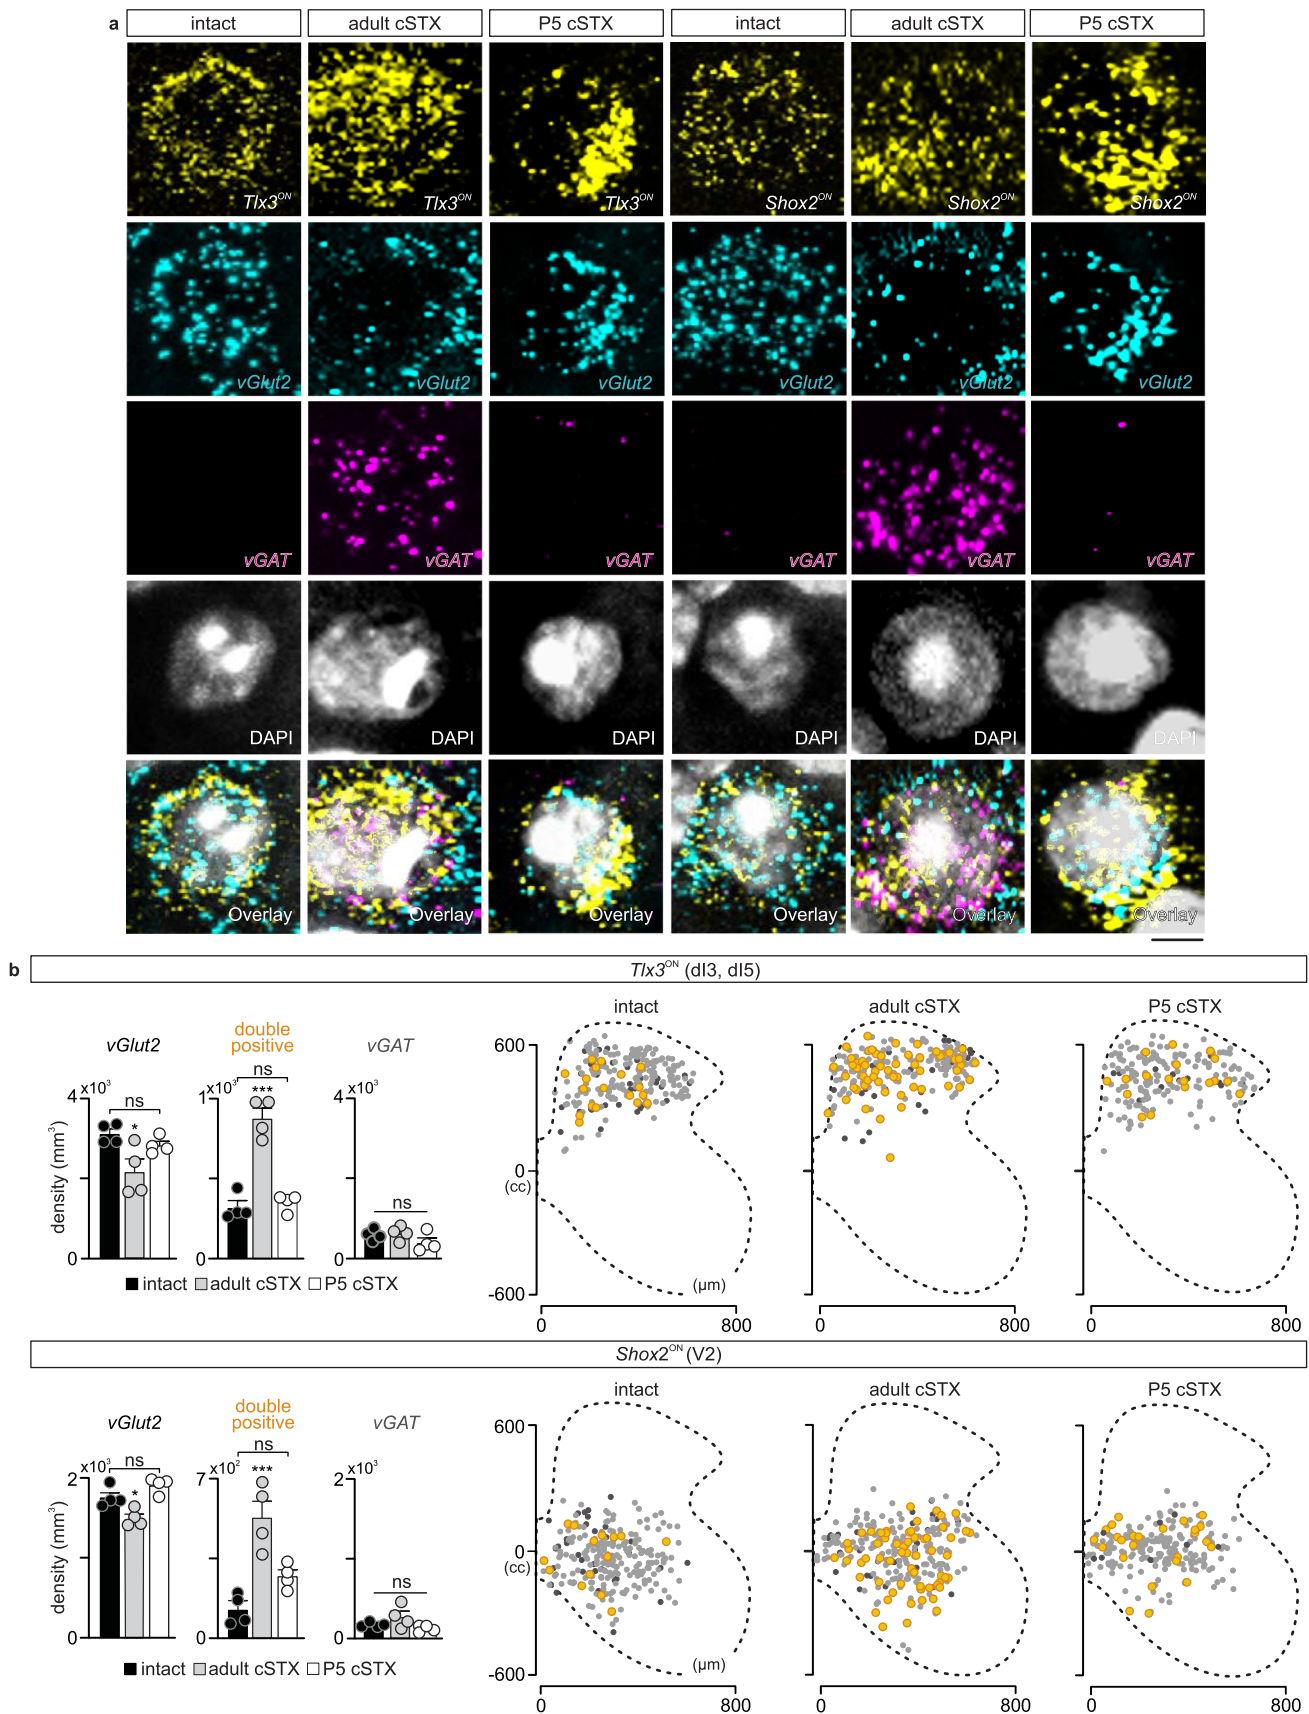 a
intact adult cSTX P5 cSTX intact adult cSTX P5 cSTX
Tlx3ᴼᴺ Tlx3ᴼᴺ Tlx3ᴼᴺ Shox2ᴼᴺ Shox2ᴼᴺ Shox2ᴼᴺ
vGlut2 vGlut2 vGlut2 vGlut2 vGlut2 vGlut2
vGAT vGAT vGAT vGAT vGAT vGAT
DAPI DAPI DAPI DAPI DAPI DAPI
Overlay Overlay Overlay Overlay Overlay Overlay
b
Tlx3ᴼᴺ (dI3, dI5)
vGlut2
double
positive
vGAT
density (mm³)
4 x10³
0
ns
*
1 x10³
0
ns
***
4 x10³
0
ns
intact adult cSTX P5 cSTX
intact adult cSTX P5 cSTX
600
0
(cc)
-600
(µm)
0 800 0 800 0 800
Shox2ᴼᴺ (V2)
vGlut2
double
positive
vGAT
density (mm³)
2 x10³
0
ns
*
7 x10²
0
ns
***
2 x10³
0
ns
intact adult cSTX P5 cSTX
intact adult cSTX P5 cSTX
600
0
(cc)
-600
(µm)
0 800 0 800 0 800